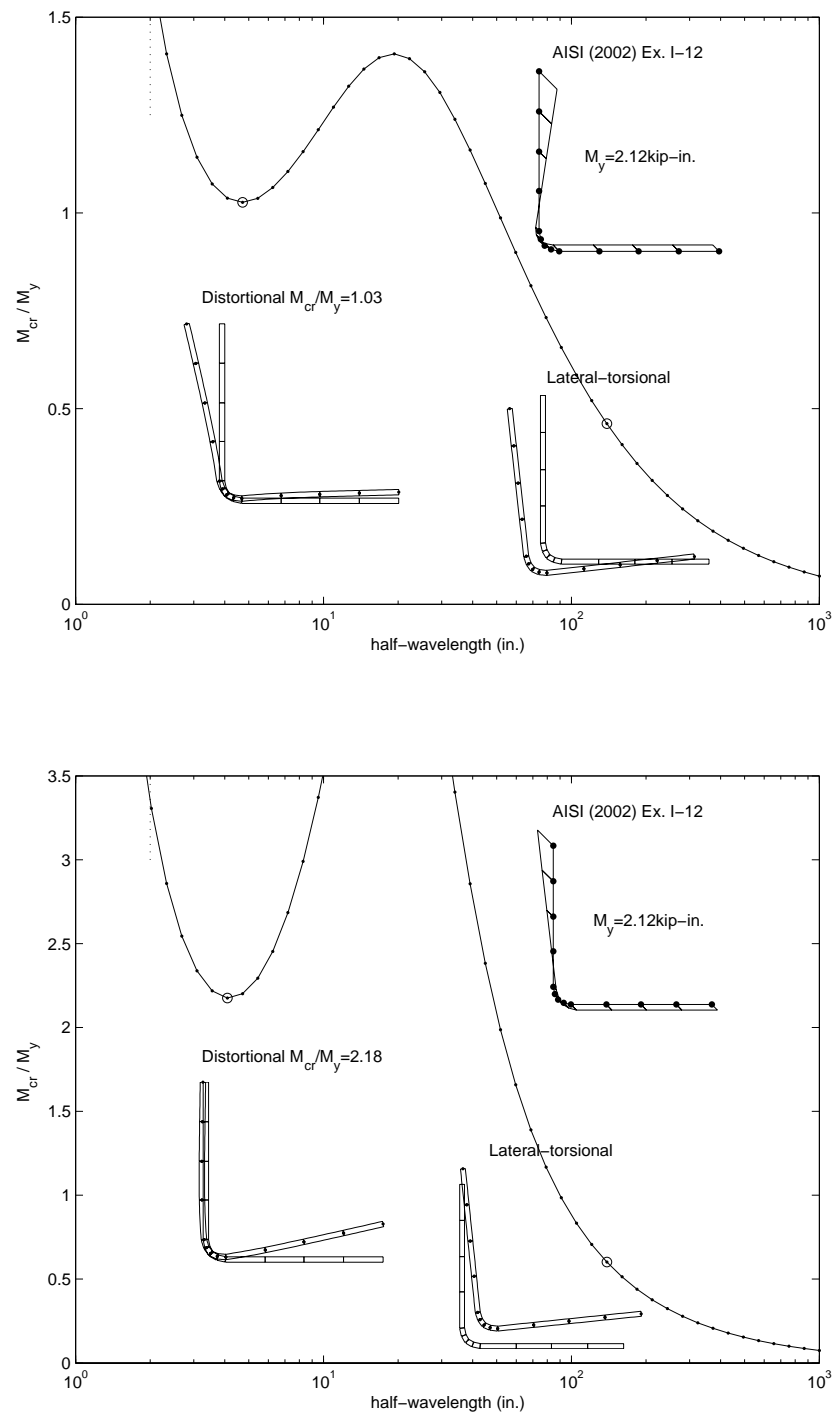 1.5
AISI (2002) Ex. I−12
M_y=2.12kip−in.
1
M_cr / M_y
Distortional M_cr/M_y=1.03
Lateral−torsional
0.5
0
10^0 10^1 10^2 10^3
half−wavelength (in.)
3.5
AISI (2002) Ex. I−12
3
M_y=2.12kip−in.
2.5
2
M_cr / M_y
Distortional M_cr/M_y=2.18
1.5
Lateral−torsional
1
0.5
0
10^0 10^1 10^2 10^3
half−wavelength (in.)